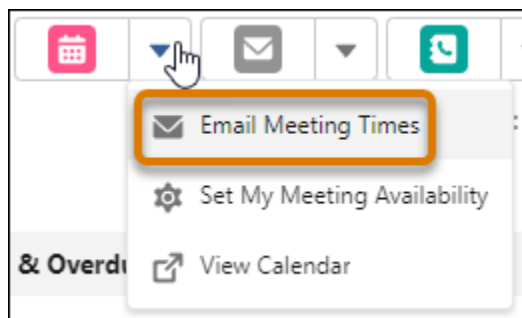 Email Meeting Times
Set My Meeting Availability
& Overdu
View Calendar